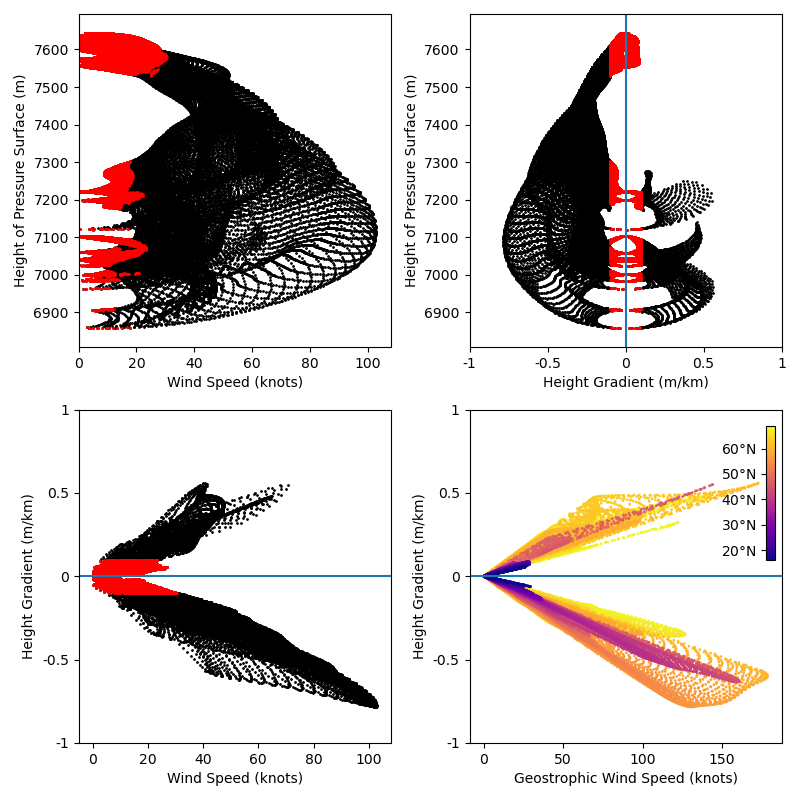 7600
7500
7400
7300
7200
7100
7000
6900
Height of Pressure Surface (m)
0 20 40 60 80 100
Wind Speed (knots)
7600
7500
7400
7300
7200
7100
7000
6900
Height of Pressure Surface (m)
-1 -0.5 0 0.5 1
Height Gradient (m/km)
1
0.5
0
-0.5
-1
Height Gradient (m/km)
0 20 40 60 80 100
Wind Speed (knots)
1
0.5
0
-0.5
-1
Height Gradient (m/km)
60°N
50°N
40°N
30°N
20°N
0 50 100 150
Geostrophic Wind Speed (knots)